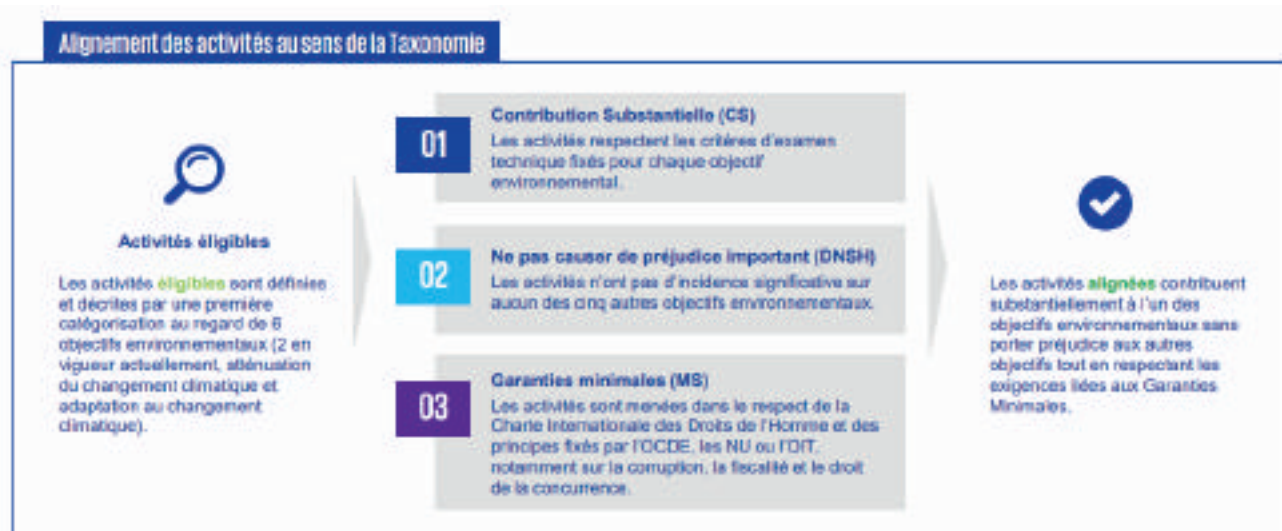 Alignement des activités au sens de la Taxonomie
Activités éligibles
Les activités éligibles sont définies
et décrites par une première
catégorisation au regard de 6
objectifs environnementaux (2 en
vigueur actuellement, atténuation
du changement climatique et
adaptation au changement
climatique).
01
Contribution Substantielle (CS)
Les activités respectent les critères d'examen
technique fixés pour chaque objectif
environnemental.
02
Ne pas causer de préjudice important (DNSH)
Les activités n'ont pas d'incidence significative sur
aucun des cinq autres objectifs environnementaux.
03
Garanties minimales (MS)
Les activités sont menées dans le respect de la
Charte Internationale des Droits de l'Homme et des
principes fixés par l'OCDE, les NU ou l'OIT,
notamment sur la corruption, la fiscalité et le droit
de la concurrence.
Les activités alignées contribuent
substantiellement à l'un des
objectifs environnementaux sans
porter préjudice aux autres
objectifs tout en respectant les
exigences liées aux Garanties
Minimales.